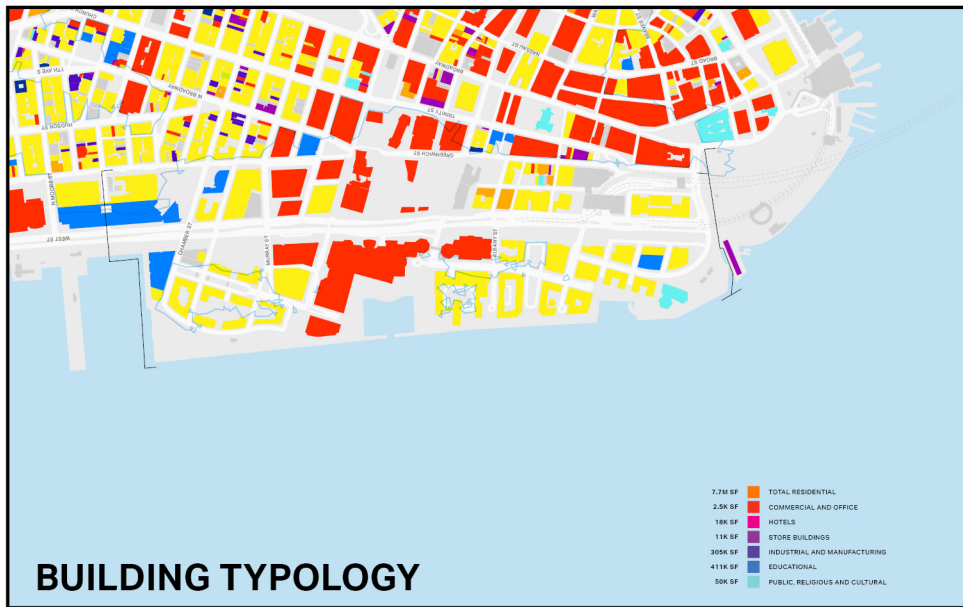 7TH AVE S
CHURCH ST
W BROADWAY
BROADWAY
NASSAU ST
BROAD ST
HUDSON ST
TRINITY ST
GREENWICH ST
N MOORE ST
WEST ST
CHAMBER ST
MURRAY ST
ALBANY ST
7.7M SF TOTAL RESIDENTIAL
2.5K SF COMMERCIAL AND OFFICE
18K SF HOTELS
11K SF STORE BUILDINGS
305K SF INDUSTRIAL AND MANUFACTURING
411K SF EDUCATIONAL
50K SF PUBLIC, RELIGIOUS AND CULTURAL
BUILDING TYPOLOGY